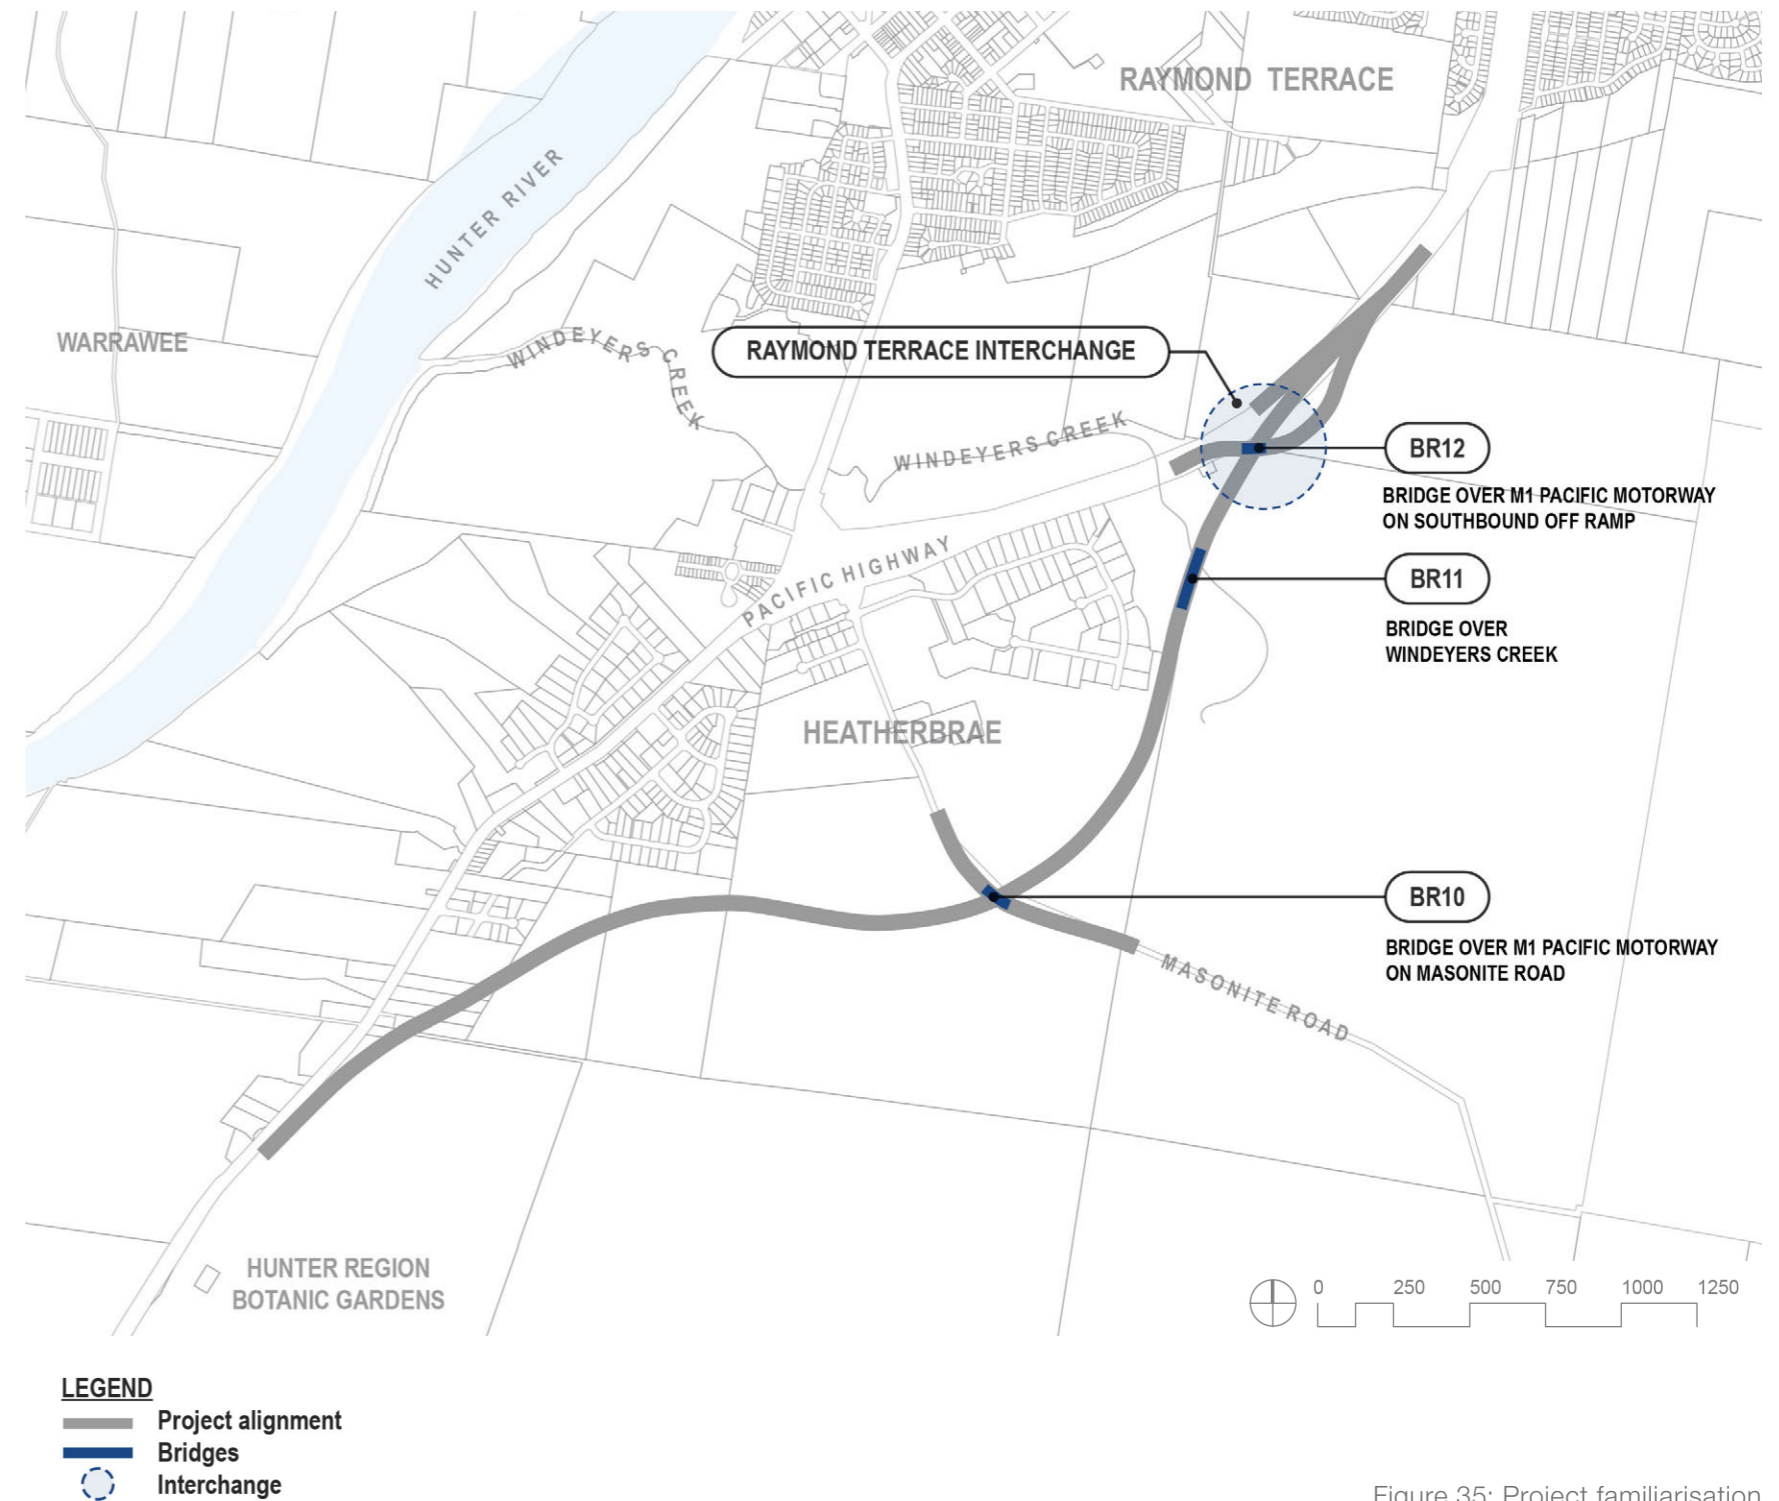 RAYMOND TERRACE
HUNTER RIVER
WARRAWEE
WINDEYERS CREEK
RAYMOND TERRACE INTERCHANGE
WINDEYERS CREEK
BR12
BRIDGE OVER M1 PACIFIC MOTORWAY
ON SOUTHBOUND OFF RAMP
PACIFIC HIGHWAY
BR11
BRIDGE OVER
WINDEYERS CREEK
HEATHERBRAE
BR10
BRIDGE OVER M1 PACIFIC MOTORWAY
ON MASONITE ROAD
MASONITE ROAD
HUNTER REGION
BOTANIC GARDENS
0 250 500 750 1000 1250
LEGEND
Project alignment
Bridges
Interchange
Figure 35: Project familiarisation